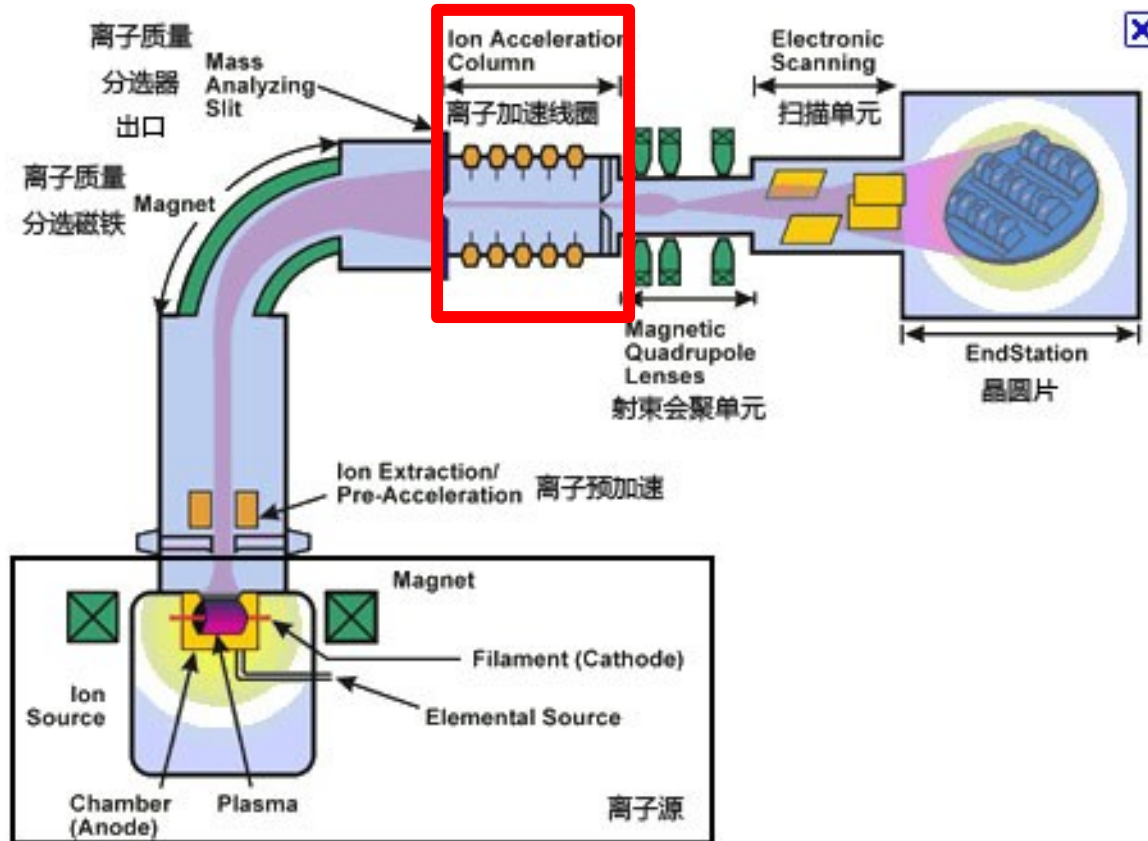 离子质量
分选器
出口
Mass
Analyzing
Slit
Ion Acceleration
Column
离子加速线圈
Electronic
Scanning
扫描单元
离子质量
分选磁铁
Magnet
Magnetic
Quadrupole
Lenses
射束会聚单元
EndStation
晶圆片
Ion Extraction/
Pre-Acceleration
离子预加速
Magnet
Filament (Cathode)
Ion
Source
Elemental Source
Chamber
(Anode)
Plasma
离子源